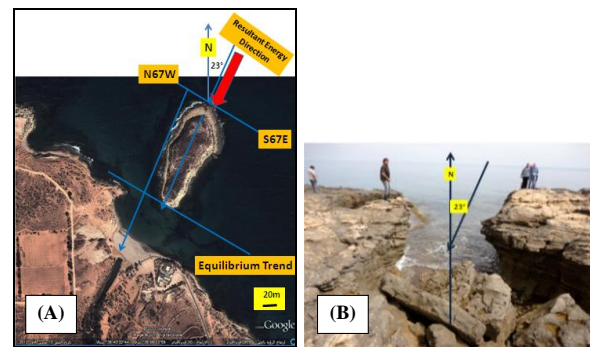 Resultant Energy
Direction
N
23°
N67W
S67E
Equilibrium Trend
20m
Google
(A)
N
23°
(B)